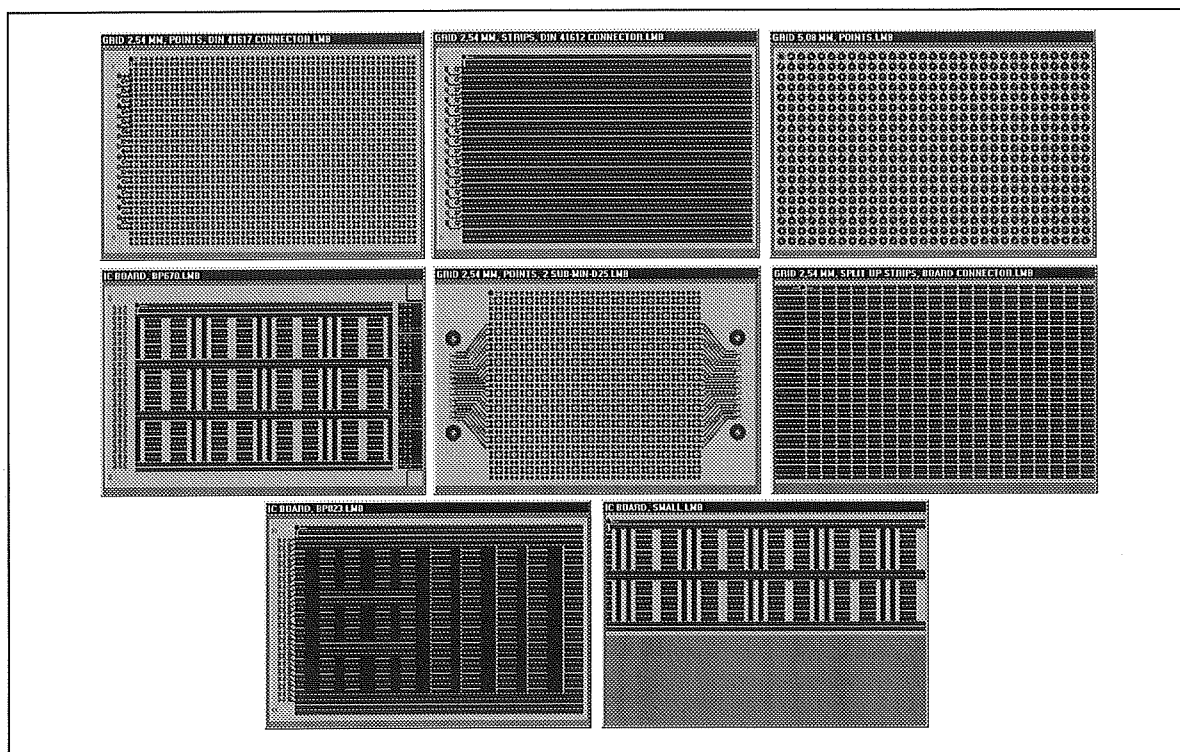 GRID 2,54 MM, POINTS, DIN 41617 CONNECTOR.LMB
GRID 2,54 MM, STRIPS, DIN 41612 CONNECTOR.LMB
GRID 5,08 MM, POINTS.LMB
IC BOARD, BP670.LMB
GRID 2,54 MM, POINTS, 2 SUB-MIN-D25.LMB
GRID 2,54 MM, SPLIT UP STRIPS, BOARD CONNECTOR.LMB
IC BOARD, BP023.LMB
IC BOARD, SMALL.LMB